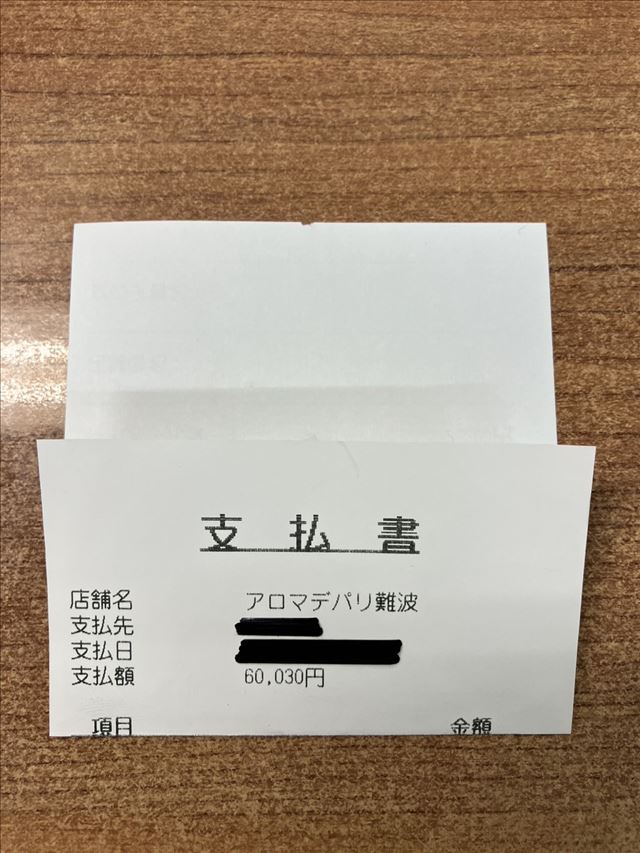 支払書
店舗名 アロマデパリ難波
支払先
支払日
支払額 60,030円
項目 金額